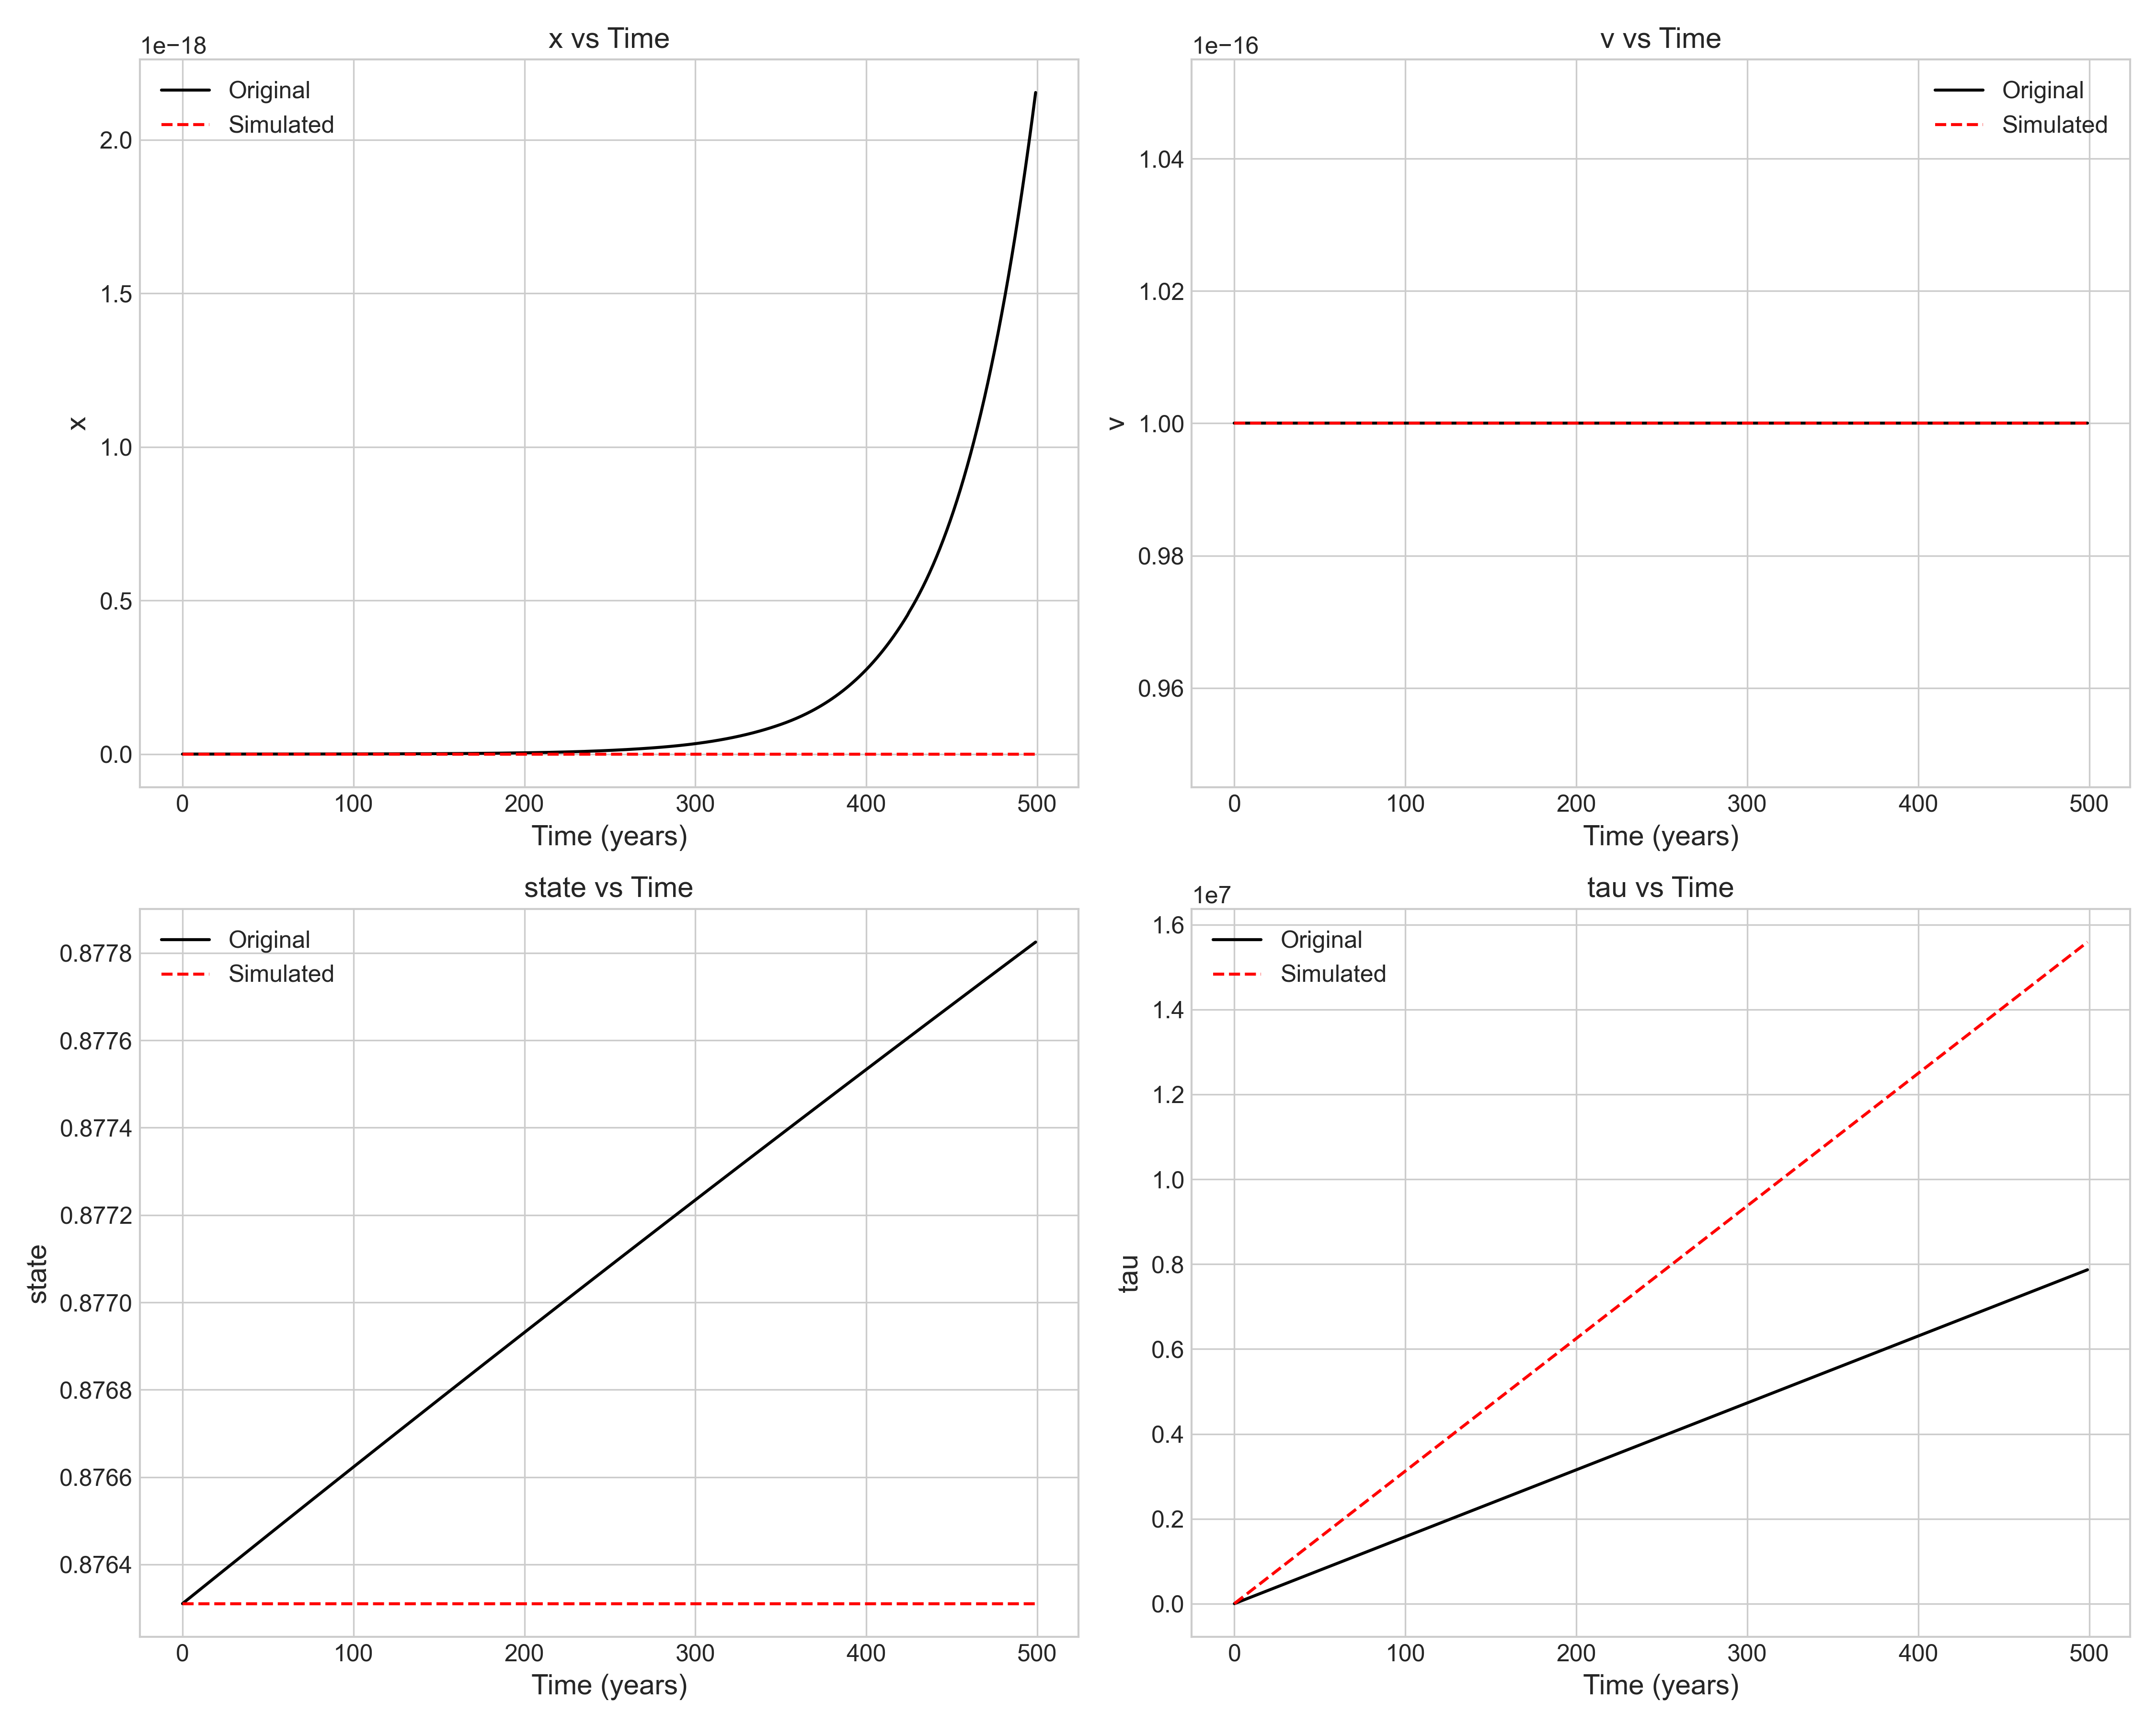 x vs Time
1e−18
Original
Simulated
2.0
1.5
1.0
0.5
0.0
x
0 100 200 300 400 500
Time (years)
v vs Time
1e−16
Original
Simulated
1.04
1.02
1.00
0.98
0.96
v
0 100 200 300 400 500
Time (years)
state vs Time
Original
Simulated
0.8778
0.8776
0.8774
0.8772
0.8770
0.8768
0.8766
0.8764
state
0 100 200 300 400 500
Time (years)
tau vs Time
1e7
Original
Simulated
1.6
1.4
1.2
1.0
0.8
0.6
0.4
0.2
0.0
tau
0 100 200 300 400 500
Time (years)